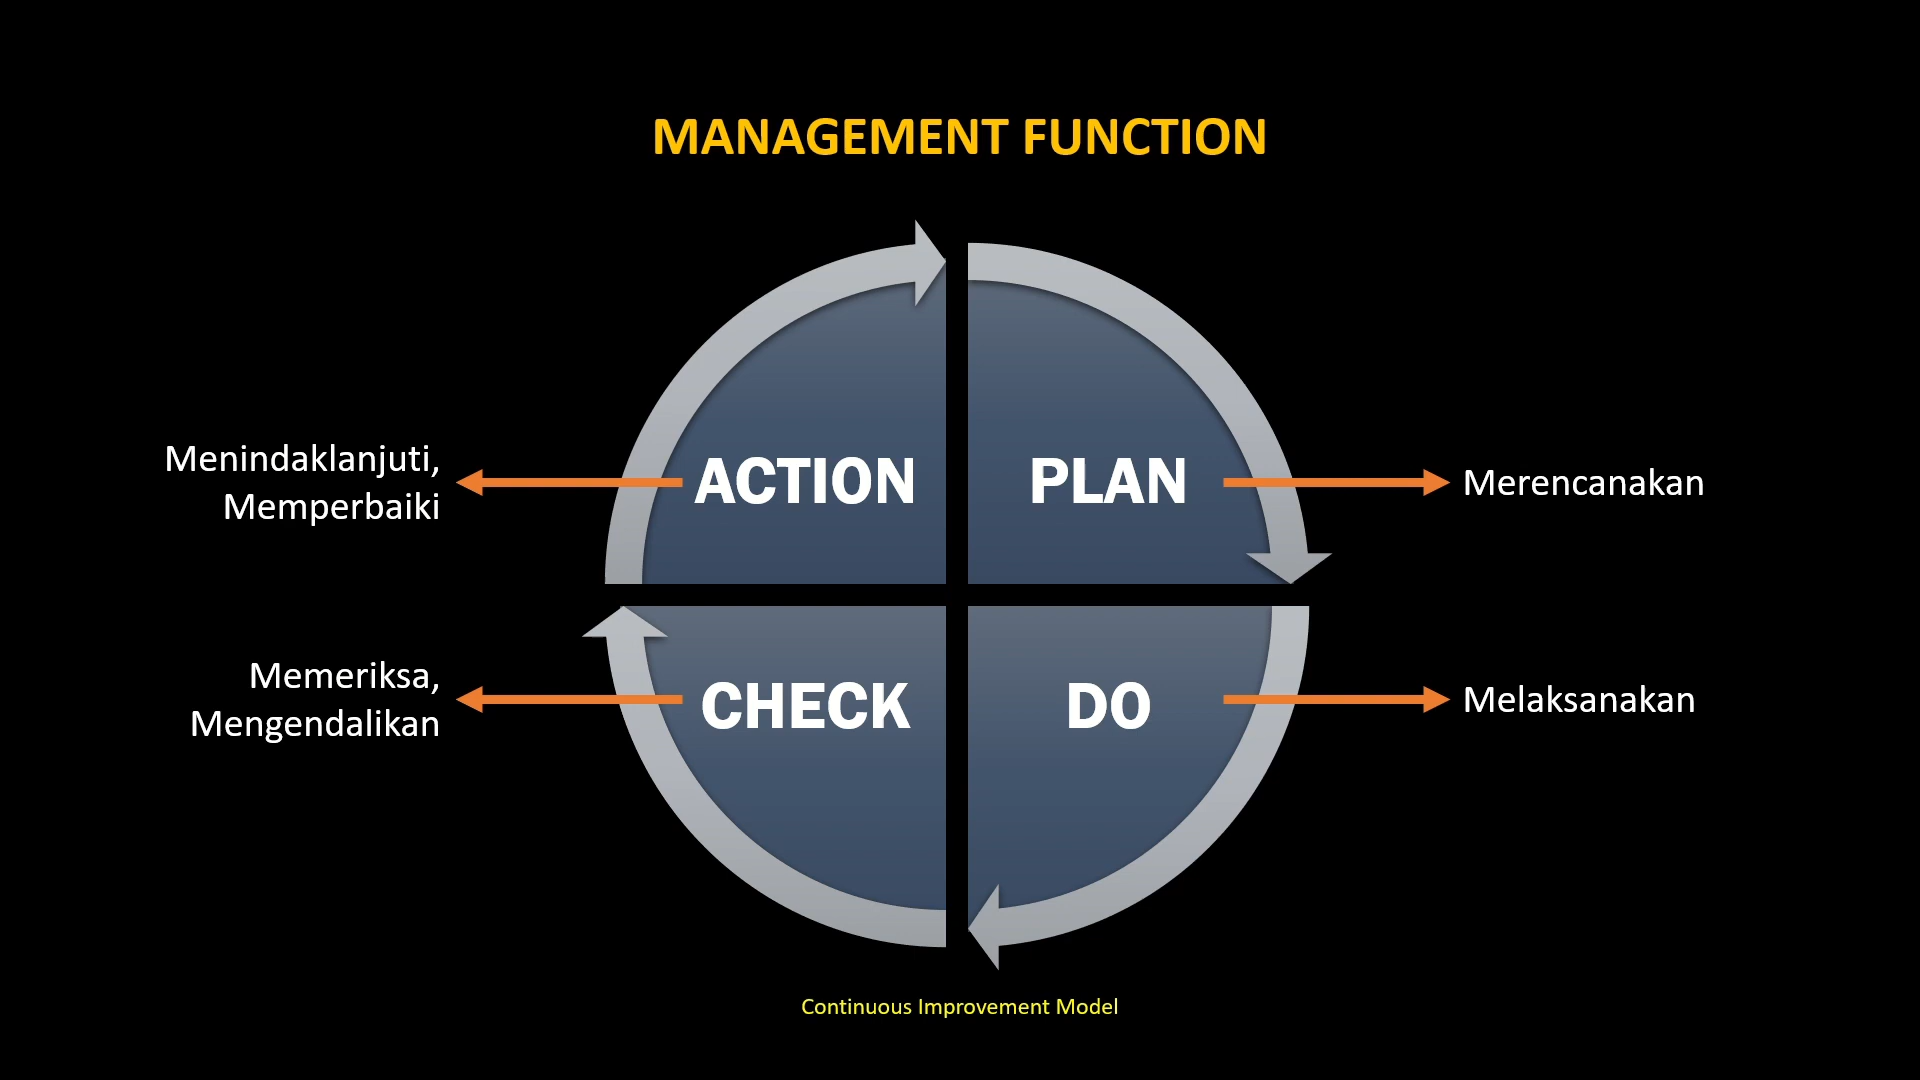 MANAGEMENT FUNCTION
Menindaklanjuti,
Memperbaiki
ACTION
PLAN
Merencanakan
Memeriksa,
Mengendalikan
CHECK
DO
Melaksanakan
Continuous Improvement Model